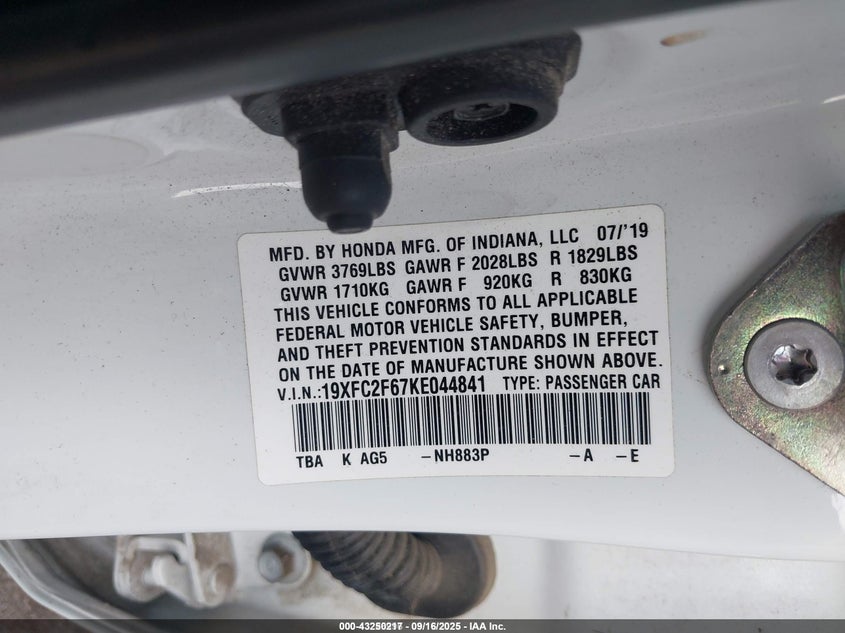 MFD. BY HONDA MFG. OF INDIANA, LLC 07/'19
GVWR 3769LBS GAWR F 2028LBS R 1829LBS
GVWR 1710KG GAWR F 920KG R 830KG
THIS VEHICLE CONFORMS TO ALL APPLICABLE
FEDERAL MOTOR VEHICLE SAFETY, BUMPER,
AND THEFT PREVENTION STANDARDS IN EFFECT
ON THE DATE OF MANUFACTURE SHOWN ABOVE.
V.I.N.:19XFC2F67KE044841 TYPE: PASSENGER CAR
TBA K AG5 -NH883P -A -E
000-43250217 - 09/16/2025 - IAA Inc.